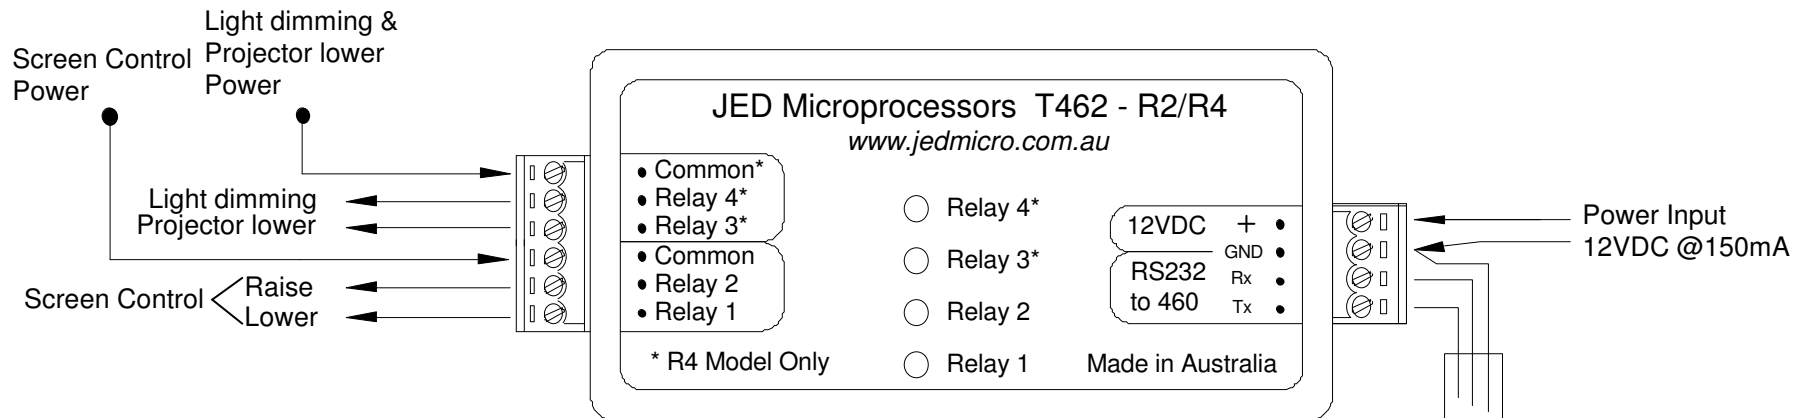 Light dimming &
Projector lower
Power
Screen Control
Power
Light dimming
Projector lower
Screen Control
Raise
Lower
JED Microprocessors T462 - R2/R4
www.jedmicro.com.au
Common*
Relay 4*
Relay 3*
Common
Relay 2
Relay 1
* R4 Model Only
Relay 4*
Relay 3*
Relay 2
Relay 1
12VDC +
GND
RS232
to 460
Rx
Tx
Made in Australia
Power Input
12VDC @150mA